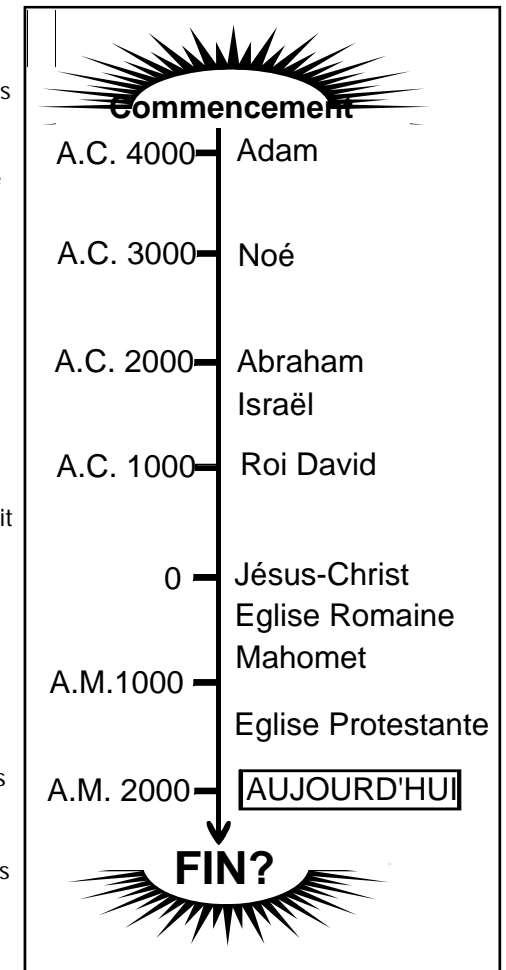 Commencement
A.C. 4000 Adam
A.C. 3000 Noé
A.C. 2000 Abraham
Israël
A.C. 1000 Roi David
it
0 Jésus-Christ
Eglise Romaine
Mahomet
A.M.1000
Eglise Protestante
A.M. 2000 AUJOURD'HUI
FIN?